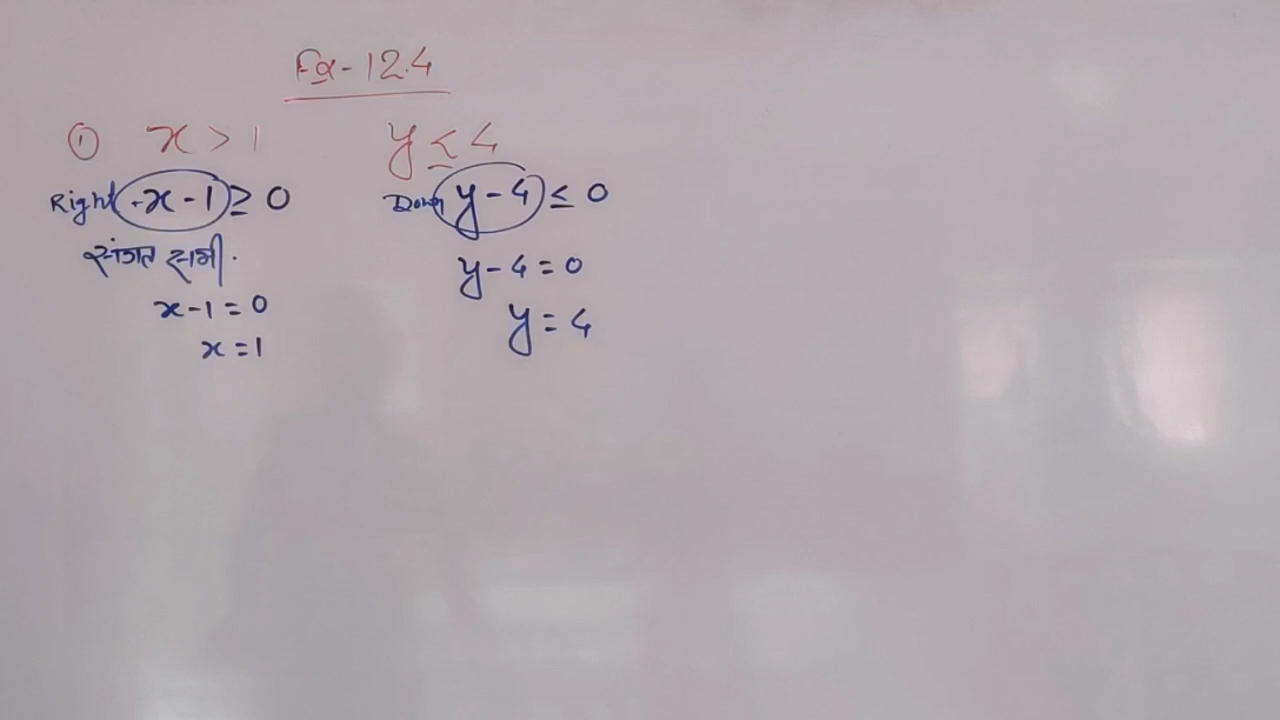 Ex-12.4
① x > 1
Right x - 1 ≥ 0
संगत समी.
x - 1 = 0
x = 1
y ≤ 4
Down y - 4 ≤ 0
y - 4 = 0
y = 4